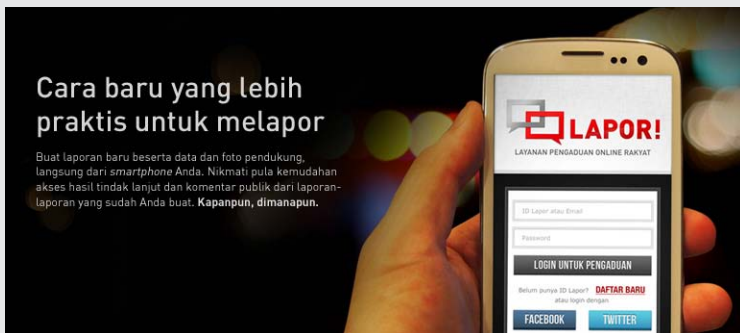 Cara baru yang lebih
praktis untuk melapor
Buat laporan baru beserta data dan foto pendukung,
langsung dari smartphone Anda. Nikmati pula kemudahan
akses hasil tindak lanjut dan komentar publik dari laporan-
laporan yang sudah Anda buat. Kapanpun, dimanapun.
LAPOR!
LAYANAN PENGADUAN ONLINE RAKYAT
ID Lapor atau Email
Password
LOGIN UNTUK PENGADUAN
Belum punya ID Lapor? DAFTAR BARU
atau login dengan
FACEBOOK TWITTER